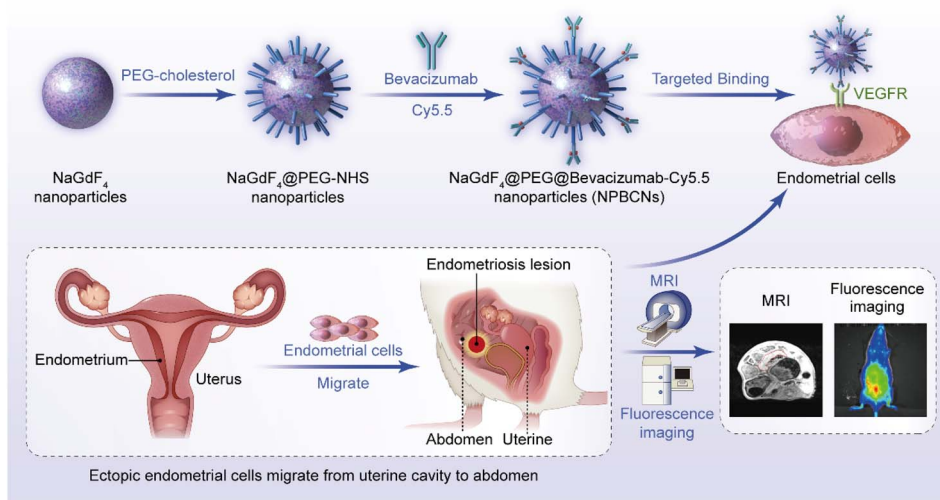 PEG-cholesterol
Bevacizumab
Cy5.5
Targeted Binding
VEGFR
NaGdF4
nanoparticles
NaGdF4@PEG-NHS
nanoparticles
NaGdF4@PEG@Bevacizumab-Cy5.5
nanoparticles (NPBCNs)
Endometrial cells
Endometrium
Uterus
Endometrial cells
Migrate
Endometriosis lesion
Abdomen
Uterine
MRI
Fluorescence
imaging
MRI
Fluorescence
imaging
Ectopic endometrial cells migrate from uterine cavity to abdomen